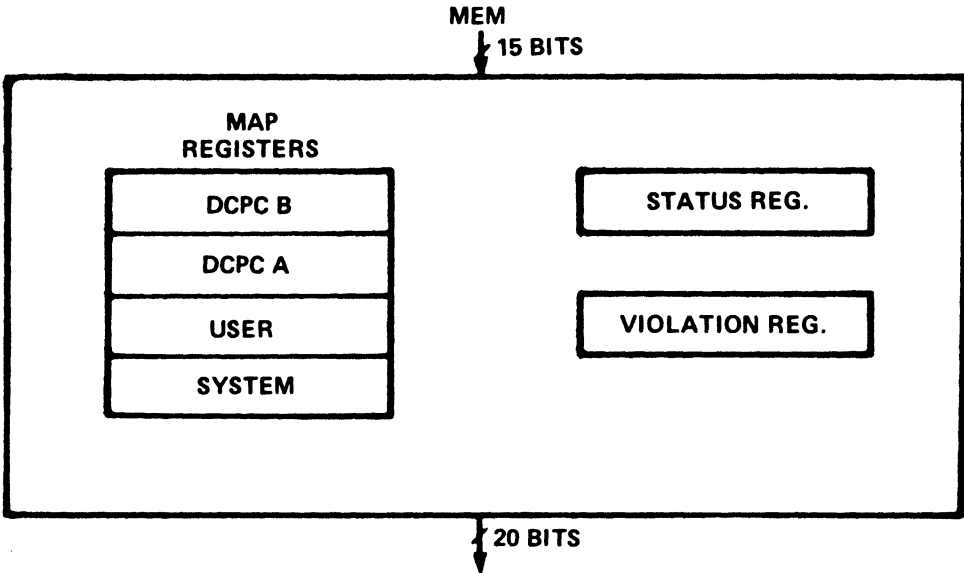 MEM
15 BITS
MAP
REGISTERS
DCPC B
DCPC A
USER
SYSTEM
STATUS REG.
VIOLATION REG.
20 BITS